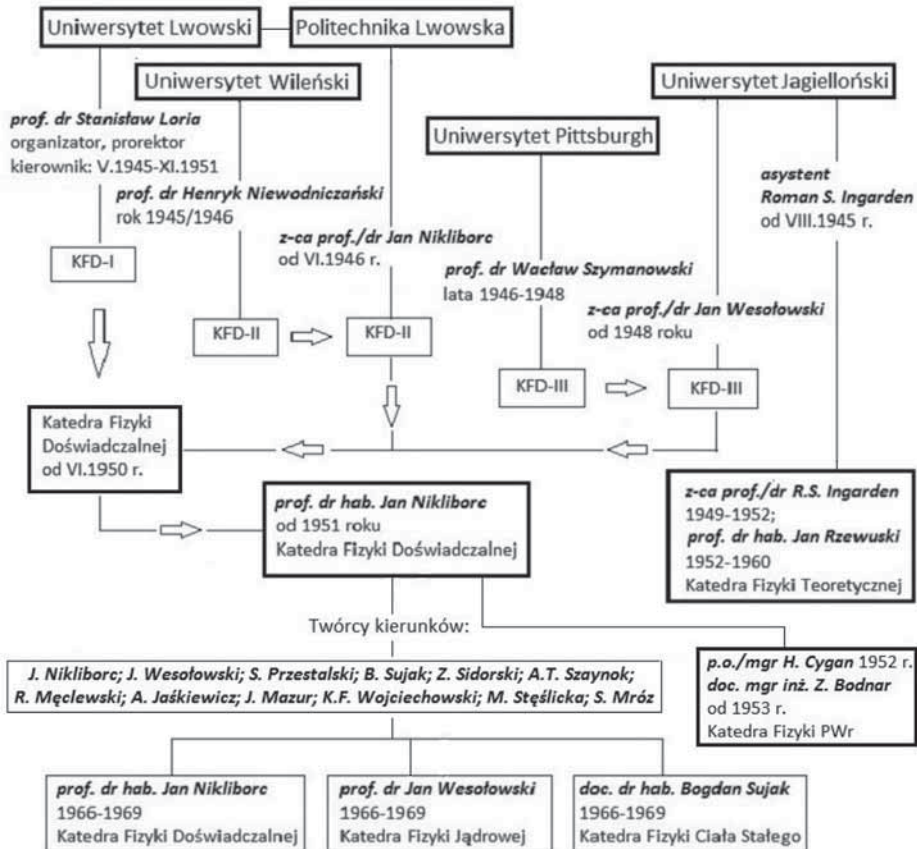 Uniwersytet Lwowski
Politechnika Lwowska
Uniwersytet Wileński
Uniwersytet Jagielloński
prof. dr Stanisław Loria
organizator, prorektor
kierownik: V.1945-XI.1951
Uniwersytet Pittsburgh
asystent
Roman S. Ingarden
od VIII.1945 r.
prof. dr Henryk Niewodniczański
rok 1945/1946
z-ca prof./dr Jan Nikliborc
od VI.1946 r.
KFD-I
prof. dr Wacław Szymanowski
lata 1946-1948
z-ca prof./dr Jan Wesołowski
od 1948 roku
KFD-II
KFD-II
KFD-III
KFD-III
Katedra Fizyki
Doświadczalnej
od VI.1950 r.
prof. dr hab. Jan Nikliborc
od 1951 roku
Katedra Fizyki Doświadczalnej
z-ca prof./dr R.S. Ingarden
1949-1952;
prof. dr hab. Jan Rzewuski
1952-1960
Katedra Fizyki Teoretycznej
Twórcy kierunków:
J. Nikliborc; J. Wesołowski; S. Przestalski; B. Sujak; Z. Sidorski; A.T. Szaynok;
R. Męclewski; A. Jaśkiewicz; J. Mazur; K.F. Wojciechowski; M. Stęślicka; S. Mróz
p.o./mgr H. Cygan 1952 r.
doc. mgr inż. Z. Bodnar
od 1953 r.
Katedra Fizyki PWr
prof. dr hab. Jan Nikliborc
1966-1969
Katedra Fizyki Doświadczalnej
prof. dr Jan Wesołowski
1966-1969
Katedra Fizyki Jądrowej
doc. dr hab. Bogdan Sujak
1966-1969
Katedra Fizyki Ciała Stałego